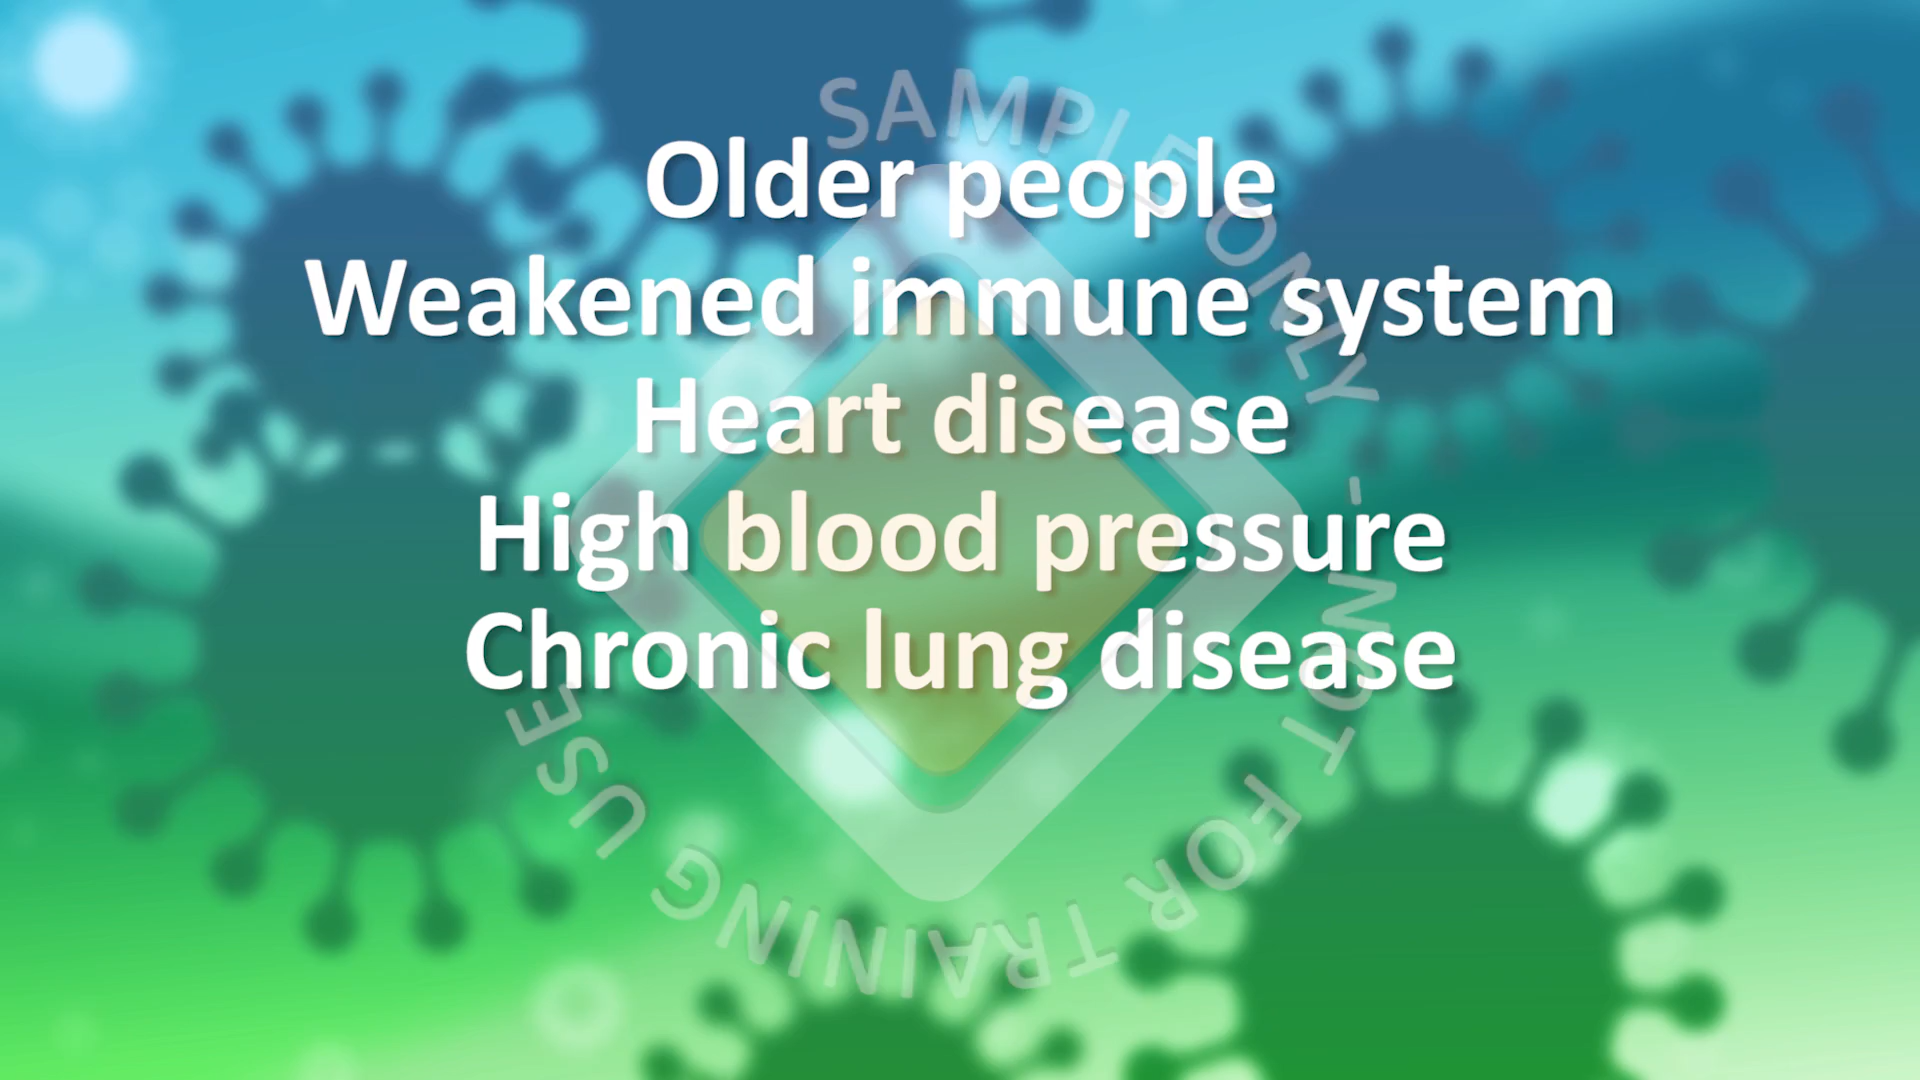 Older people
Weakened immune system
Heart disease
High blood pressure
Chronic lung disease
SAMPLE ONLY - NOT FOR TRAINING USE